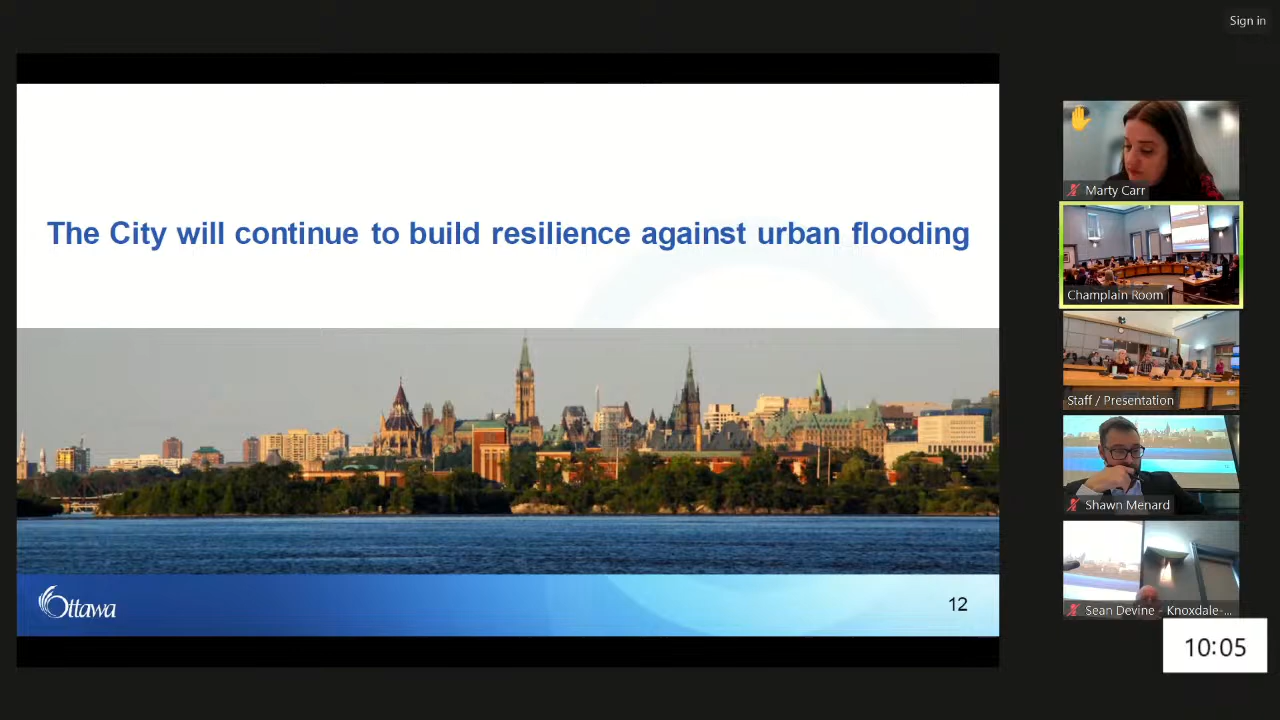 Sign in
The City will continue to build resilience against urban flooding
Ottawa
12
Marty Carr
Champlain Room
Staff / Presentation
Shawn Menard
Sean Devine - Knoxdale-...
10:05